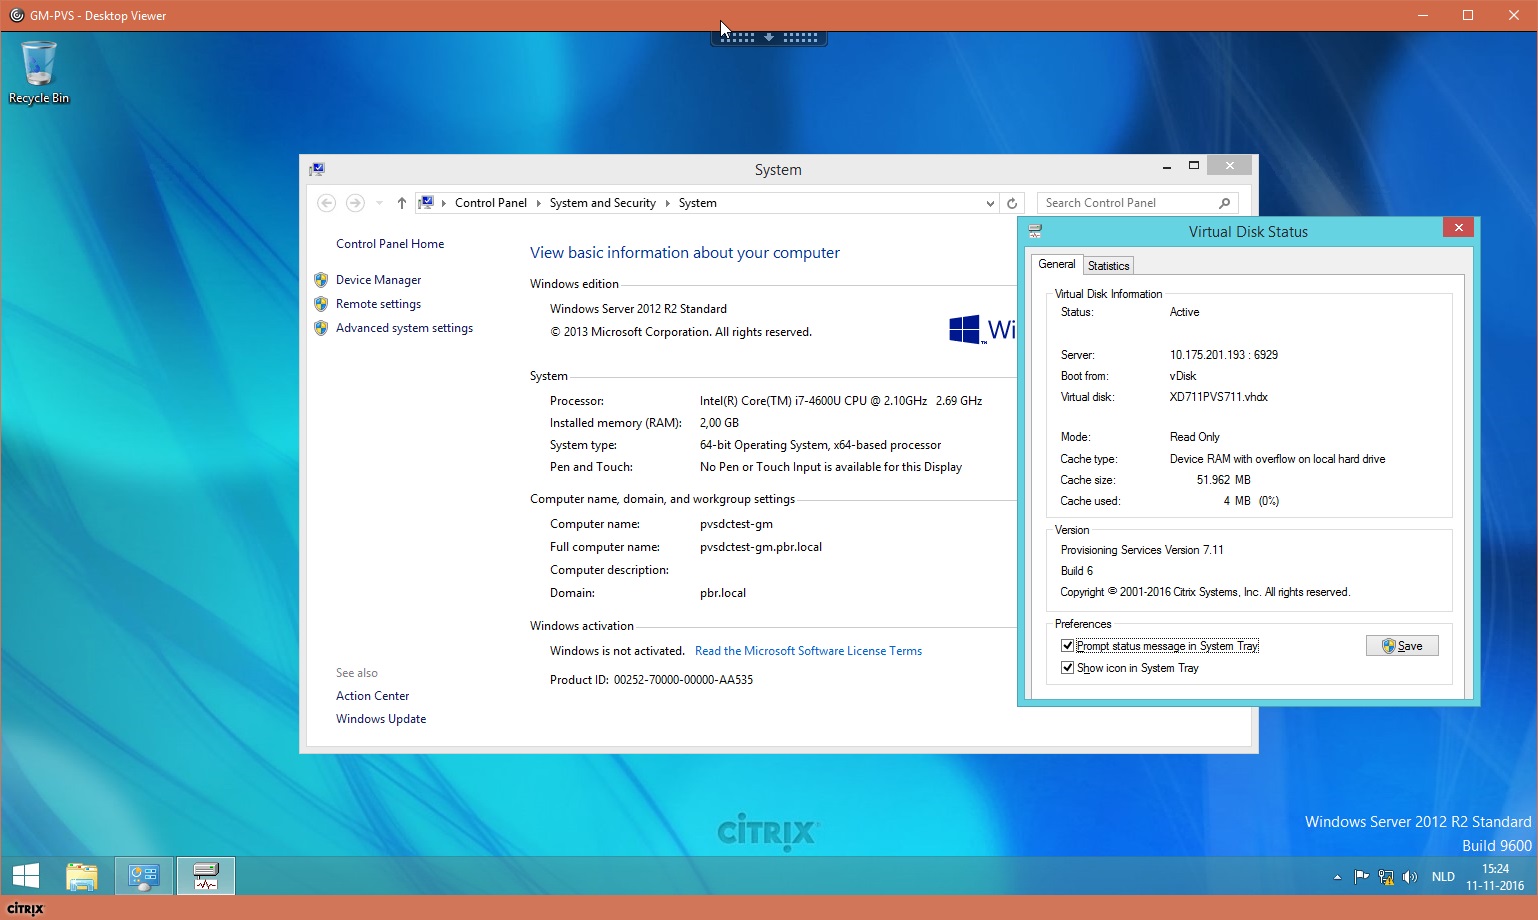 GM-PVS - Desktop Viewer
Recycle Bin
System
Control Panel System and Security System
Search Control Panel
Control Panel Home
Device Manager
Remote settings
Advanced system settings
See also
Action Center
Windows Update
View basic information about your computer
Windows edition
Windows Server 2012 R2 Standard
© 2013 Microsoft Corporation. All rights reserved.
Wi
System
Processor: Intel(R) Core(TM) i7-4600U CPU @ 2.10GHz 2.69 GHz
Installed memory (RAM): 2,00 GB
System type: 64-bit Operating System, x64-based processor
Pen and Touch: No Pen or Touch Input is available for this Display
Computer name, domain, and workgroup settings
Computer name: pvsdctest-gm
Full computer name: pvsdctest-gm.pbr.local
Computer description:
Domain: pbr.local
Windows activation
Windows is not activated. Read the Microsoft Software License Terms
Product ID: 00252-70000-00000-AA535
Virtual Disk Status
General Statistics
Virtual Disk Information
Status: Active
Server: 10.175.201.193 : 6929
Boot from: vDisk
Virtual disk: XD711PVS711.vhdx
Mode: Read Only
Cache type: Device RAM with overflow on local hard drive
Cache size: 51.962 MB
Cache used: 4 MB (0%)
Version
Provisioning Services Version 7.11
Build 6
Copyright © 2001-2016 Citrix Systems, Inc. All rights reserved.
Preferences
Prompt status message in System Tray
Save
Show icon in System Tray
CİTRIX
Windows Server 2012 R2 Standard
Build 9600
NLD
15:24
11-11-2016
CİTRIX